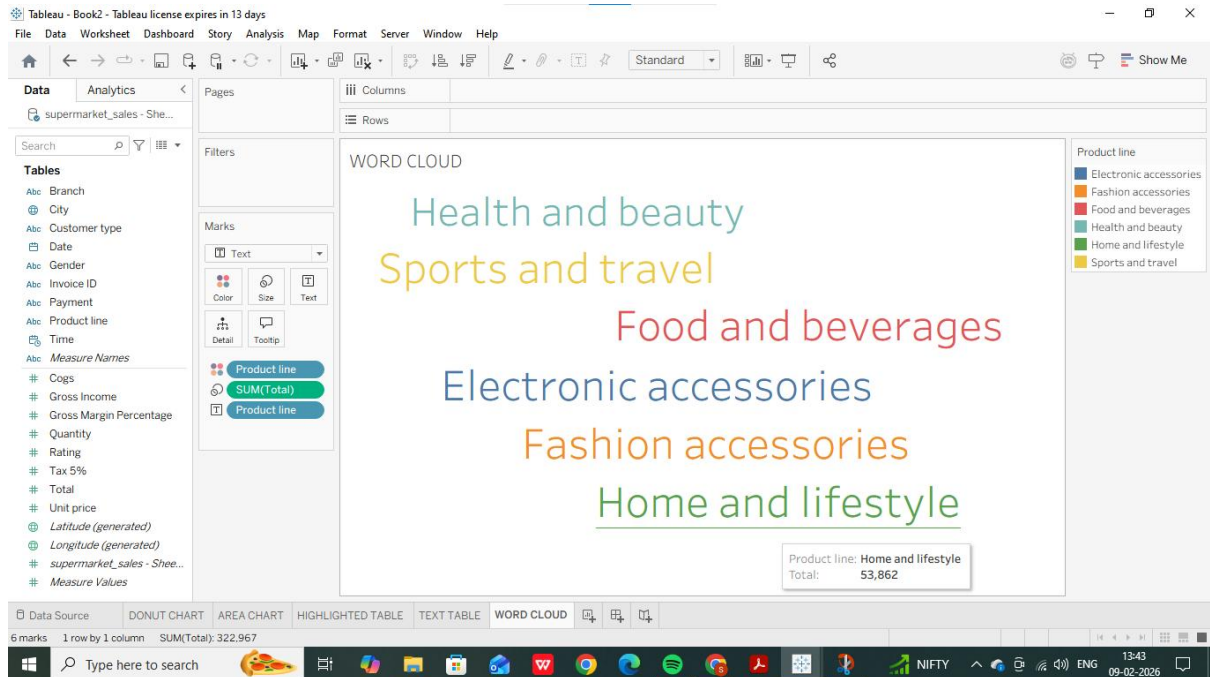 Tableau - Book2 - Tableau license expires in 13 days
File Data Worksheet Dashboard Story Analysis Map Format Server Window Help
Standard
Show Me
Data Analytics
supermarket_sales - She...
Search
Tables
Abc Branch
City
Abc Customer type
Date
Abc Gender
Abc Invoice ID
Abc Payment
Abc Product line
Time
Abc Measure Names
# Cogs
# Gross Income
# Gross Margin Percentage
# Quantity
# Rating
# Tax 5%
# Total
# Unit price
Latitude (generated)
Longitude (generated)
# supermarket_sales - Shee...
# Measure Values
Pages
Filters
Marks
Text
Color Size Text
Detail Tooltip
Product line
SUM(Total)
Product line
Columns
Rows
WORD CLOUD
Health and beauty
Sports and travel
Food and beverages
Electronic accessories
Fashion accessories
Home and lifestyle
Product line: Home and lifestyle
Total: 53,862
Product line
Electronic accessories
Fashion accessories
Food and beverages
Health and beauty
Home and lifestyle
Sports and travel
Data Source DONUT CHART AREA CHART HIGHLIGHTED TABLE TEXT TABLE WORD CLOUD
6 marks 1 row by 1 column SUM(Total): 322,967
Type here to search
NIFTY
ENG
13:43
09-02-2026